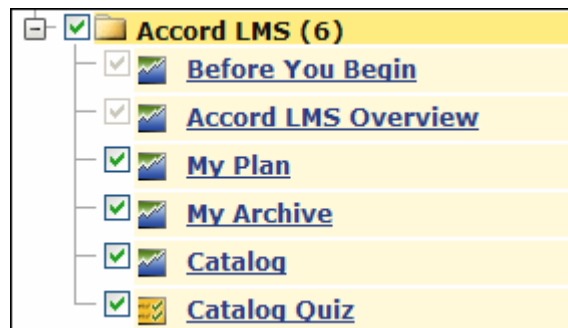 Accord LMS (6)
Before You Begin
Accord LMS Overview
My Plan
My Archive
Catalog
Catalog Quiz